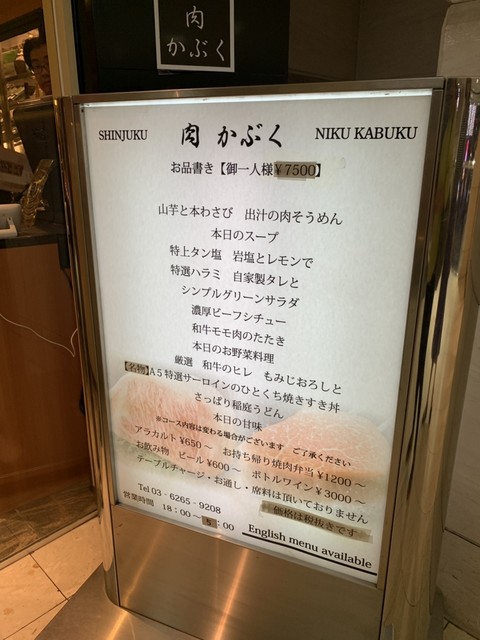 肉
かぶく
SHINJUKU 肉 かぶく NIKU KABUKU
お品書き【御一人様¥7500】
山芋と本わさび 出汁の肉そうめん
本日のスープ
特上タン塩 岩塩とレモンで
特選ハラミ 自家製タレと
シンプルグリーンサラダ
濃厚ビーフシチュー
和牛モモ肉のたたき
本日のお野菜料理
厳選 和牛のヒレ もみじおろしと
【名物】A5特選サーロインのひとくち焼きすき丼
さっぱり稲庭うどん
本日の甘味
※コース内容は変わる場合がございます ご了承ください
アラカルト¥650〜 お持ち帰り焼肉弁当¥1200〜
お飲み物 ビール¥600〜 ボトルワイン¥3000〜
テーブルチャージ・お通し・席料は頂いておりません
価格は税抜きです
Tel 03 - 6265 - 9208
営業時間 18:00〜5:00
English menu available